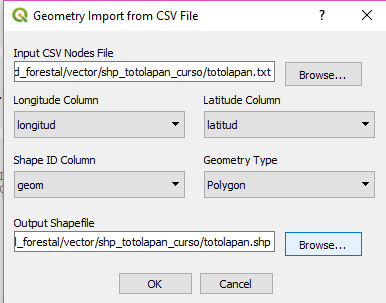 Geometry Import from CSV File
Input CSV Nodes File
d_forestal/vector/shp_totolapan_curso/totolapan.txt Browse...
Longitude Column Latitude Column
longitud latitud
Shape ID Column Geometry Type
geom Polygon
Output Shapefile
l_forestal/vector/shp_totolapan_curso/totolapan.shp Browse...
OK Cancel